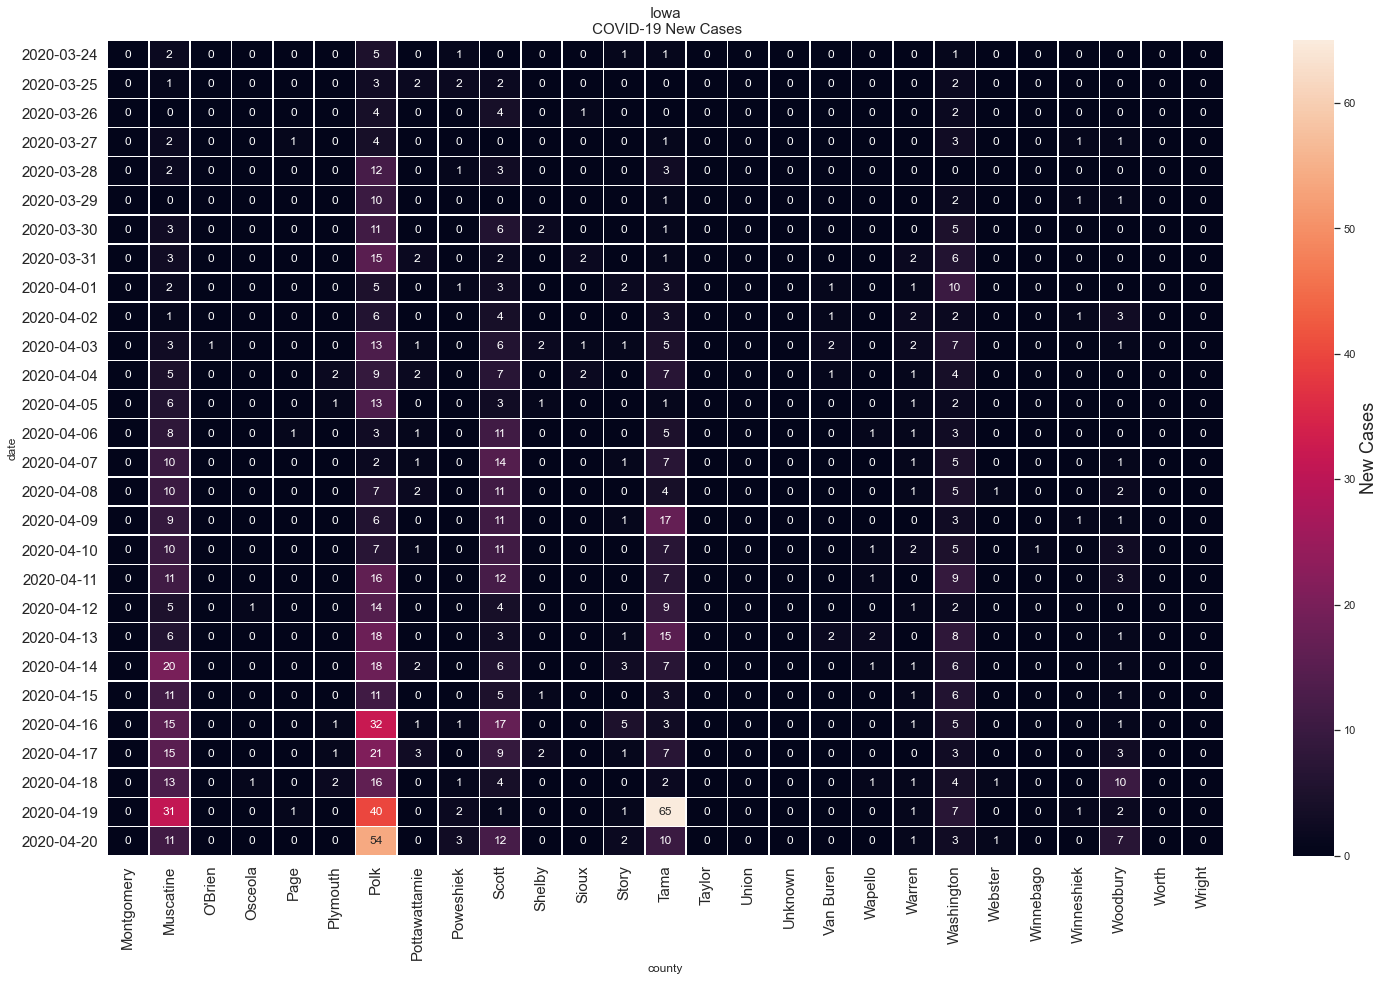 Iowa
COVID-19 New Cases
2020-03-24 0 2 0 0 0 0 5 0 1 0 0 0 1 1 0 0 0 0 0 0 1 0 0 0 0 0 0
2020-03-25 0 1 0 0 0 0 3 2 2 2 0 0 0 0 0 0 0 0 0 0 2 0 0 0 0 0 0
2020-03-26 0 0 0 0 0 0 4 0 0 4 0 1 0 0 0 0 0 0 0 0 2 0 0 0 0 0 0
2020-03-27 0 2 0 0 1 0 4 0 0 0 0 0 0 1 0 0 0 0 0 0 3 0 0 1 1 0 0
2020-03-28 0 2 0 0 0 0 12 0 1 3 0 0 0 3 0 0 0 0 0 0 0 0 0 0 0 0 0
2020-03-29 0 0 0 0 0 0 10 0 0 0 0 0 0 1 0 0 0 0 0 0 2 0 0 1 1 0 0
2020-03-30 0 3 0 0 0 0 11 0 0 6 2 0 0 1 0 0 0 0 0 0 5 0 0 0 0 0 0
2020-03-31 0 3 0 0 0 0 15 2 0 2 0 2 0 1 0 0 0 0 0 2 6 0 0 0 0 0 0
2020-04-01 0 2 0 0 0 0 5 0 1 3 0 0 2 3 0 0 0 1 0 1 10 0 0 0 0 0 0
2020-04-02 0 1 0 0 0 0 6 0 0 4 0 0 0 3 0 0 0 1 0 2 2 0 0 1 3 0 0
2020-04-03 0 3 1 0 0 0 13 1 0 6 2 1 1 5 0 0 0 2 0 2 7 0 0 0 1 0 0
2020-04-04 0 5 0 0 0 2 9 2 0 7 0 2 0 7 0 0 0 1 0 1 4 0 0 0 0 0 0
2020-04-05 0 6 0 0 0 1 13 0 0 3 1 0 0 1 0 0 0 0 0 1 2 0 0 0 0 0 0
2020-04-06 0 8 0 0 1 0 3 1 0 11 0 0 0 5 0 0 0 0 1 1 3 0 0 0 0 0 0
2020-04-07 0 10 0 0 0 0 2 1 0 14 0 0 1 7 0 0 0 0 0 1 5 0 0 0 1 0 0
2020-04-08 0 10 0 0 0 0 7 2 0 11 0 0 0 4 0 0 0 0 0 1 5 1 0 0 2 0 0
2020-04-09 0 9 0 0 0 0 6 0 0 11 0 0 1 17 0 0 0 0 0 0 3 0 0 1 1 0 0
2020-04-10 0 10 0 0 0 0 7 1 0 11 0 0 0 7 0 0 0 0 1 2 5 0 1 0 3 0 0
2020-04-11 0 11 0 0 0 0 16 0 0 12 0 0 0 7 0 0 0 0 1 0 9 0 0 0 3 0 0
2020-04-12 0 5 0 1 0 0 14 0 0 4 0 0 0 9 0 0 0 0 0 1 2 0 0 0 0 0 0
2020-04-13 0 6 0 0 0 0 18 0 0 3 0 0 1 15 0 0 0 2 2 0 8 0 0 0 1 0 0
2020-04-14 0 20 0 0 0 0 18 2 0 6 0 0 3 7 0 0 0 0 1 1 6 0 0 0 1 0 0
2020-04-15 0 11 0 0 0 0 11 0 0 5 1 0 0 3 0 0 0 0 0 1 6 0 0 0 1 0 0
2020-04-16 0 15 0 0 0 1 32 1 1 17 0 0 5 3 0 0 0 0 0 1 5 0 0 0 1 0 0
2020-04-17 0 15 0 0 0 1 21 3 0 9 2 0 1 7 0 0 0 0 0 0 3 0 0 0 3 0 0
2020-04-18 0 13 0 1 0 2 16 0 1 4 0 0 0 2 0 0 0 0 1 1 4 1 0 0 10 0 0
2020-04-19 0 31 0 0 1 0 40 0 2 1 0 0 1 65 0 0 0 0 0 1 7 0 0 1 2 0 0
2020-04-20 0 11 0 0 0 0 54 0 3 12 0 0 2 10 0 0 0 0 0 1 3 1 0 0 7 0 0
date
Montgomery Muscatine O'Brien Osceola Page Plymouth Polk Pottawattamie Poweshiek Scott Shelby Sioux Story Tama Taylor Union Unknown Van Buren Wapello Warren Washington Webster Winnebago Winneshiek Woodbury Worth Wright
county
60
50
40
30
20
10
0
New Cases